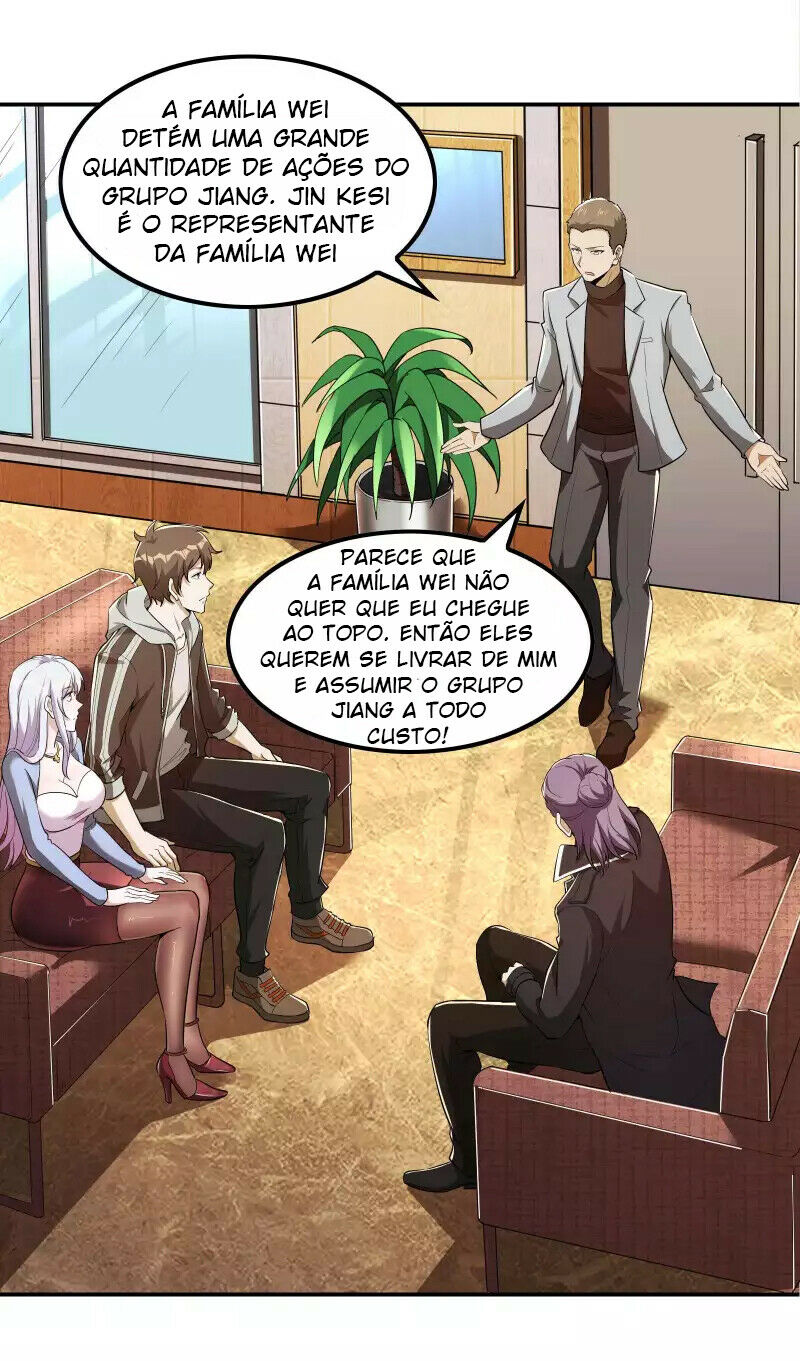 A FAMÍLIA WEI
DETÉM UMA GRANDE
QUANTIDADE DE AÇÕES DO
GRUPO JIANG. JIN KESI
É O REPRESENTANTE
DA FAMÍLIA WEI
PARECE QUE
A FAMÍLIA WEI NÃO
QUER QUE EU CHEGUE
AO TOPO. ENTÃO ELES
QUEREM SE LIVRAR DE MIM
E ASSUMIR O GRUPO
JIANG A TODO
CUSTO!